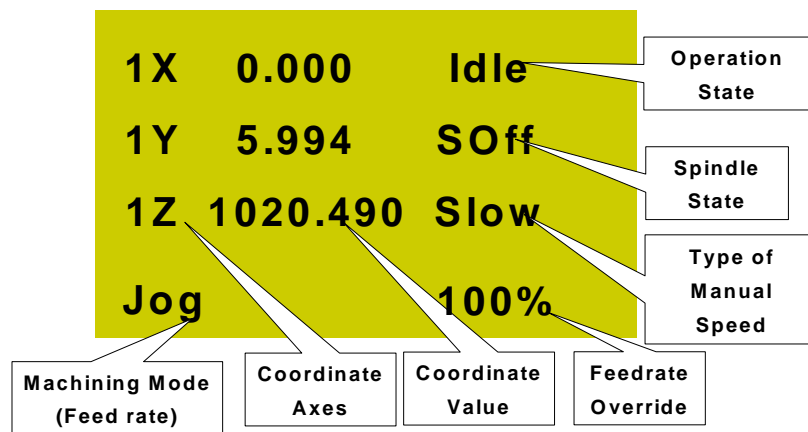 1X 0.000 Idle
1Y 5.994 SOff
1Z 1020.490 Slow
Jog 100%
Operation
State
Spindle
State
Type of
Manual
Speed
Machining Mode
(Feed rate)
Coordinate
Axes
Coordinate
Value
Feedrate
Override